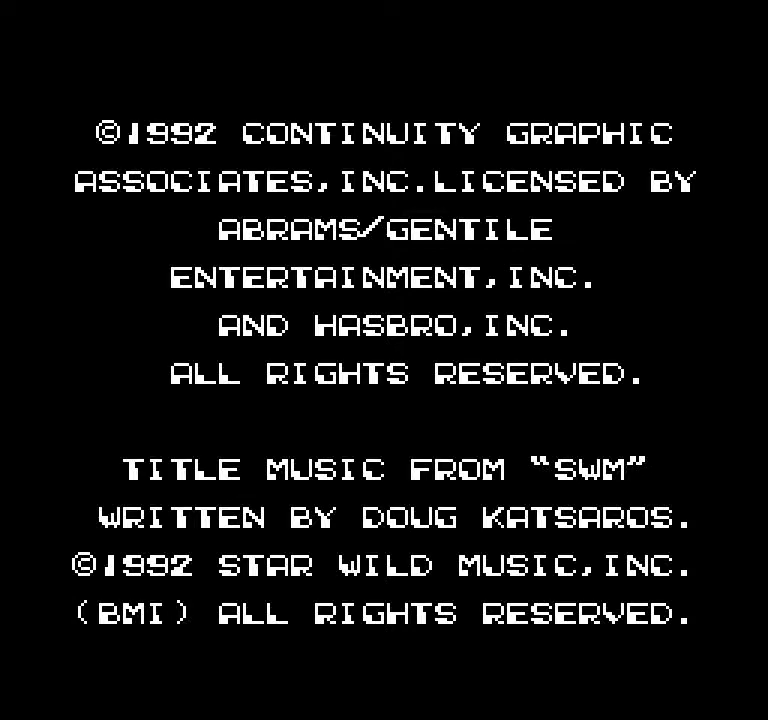 ©1992 CONTINUITY GRAPHIC
ASSOCIATES,INC.LICENSED BY
ABRAMS/GENTILE
ENTERTAINMENT,INC.
AND HASBRO,INC.
ALL RIGHTS RESERVED.
TITLE MUSIC FROM "SWM"
WRITTEN BY DOUG KATSAROS.
©1992 STAR WILD MUSIC,INC.
(BMI) ALL RIGHTS RESERVED.